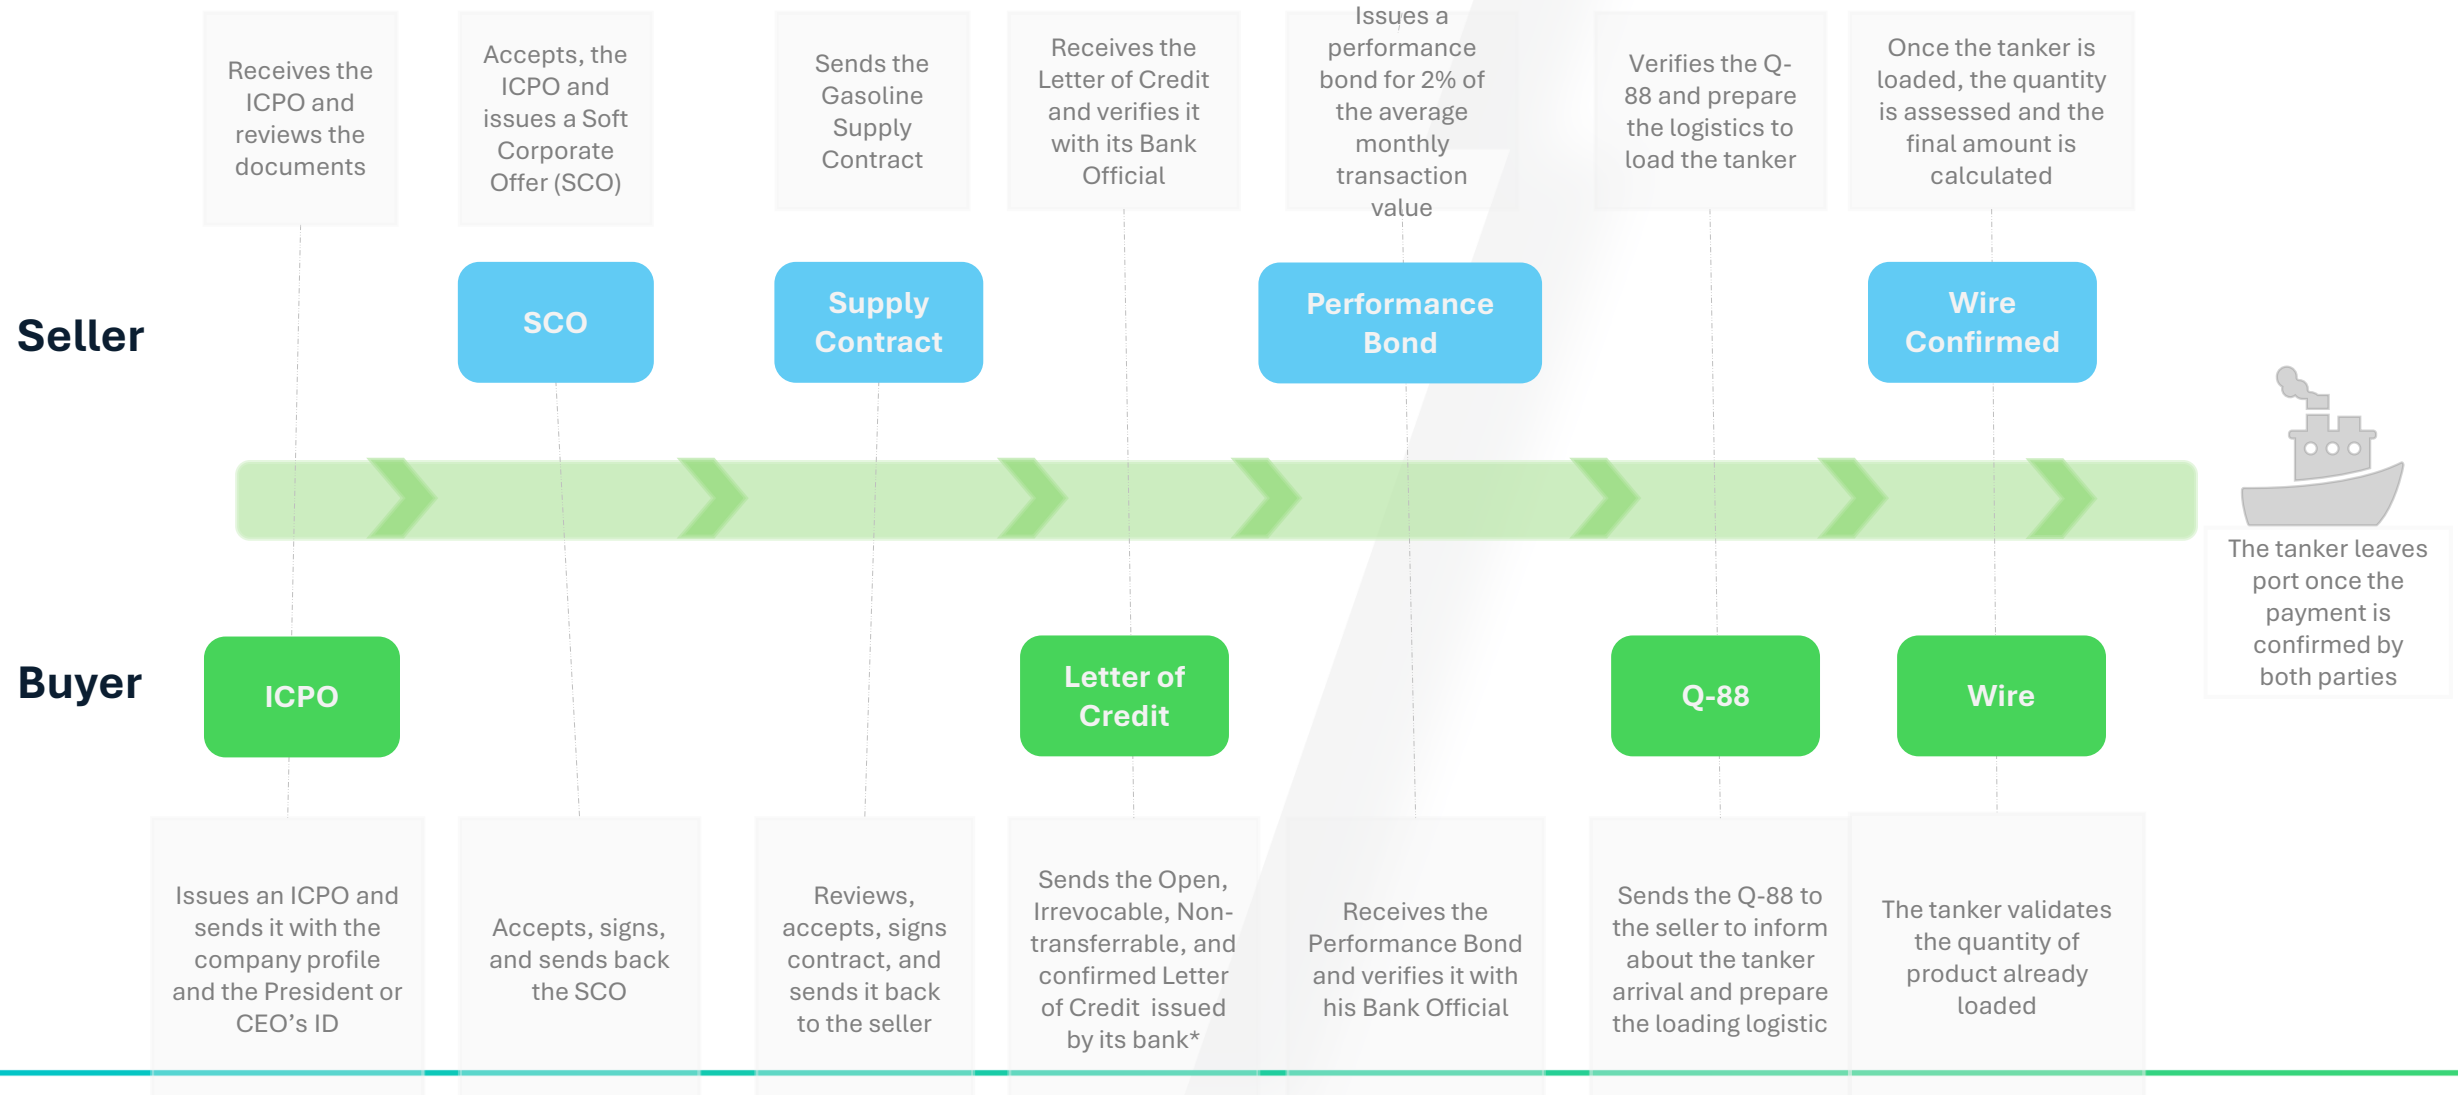 Receives the
ICPO and
reviews the
documents
Accepts, the
ICPO and
issues a Soft
Corporate
Offer (SCO)
Sends the
Gasoline
Supply
Contract
Receives the
Letter of Credit
and verifies it
with its Bank
Official
Issues a
performance
bond for 2% of
the average
monthly
transaction
value
Verifies the Q-
88 and prepare
the logistics to
load the tanker
Once the tanker is
loaded, the quantity
is assessed and the
final amount is
calculated
Seller
SCO
Supply
Contract
Performance
Bond
Wire
Confirmed
The tanker leaves
port once the
payment is
confirmed by
both parties
Buyer
ICPO
Letter of
Credit
Q-88
Wire
Issues an ICPO and
sends it with the
company profile
and the President or
CEO’s ID
Accepts, signs,
and sends back
the SCO
Reviews,
accepts, signs
contract, and
sends it back
to the seller
Sends the Open,
Irrevocable, Non-
transferrable, and
confirmed Letter
of Credit issued
by its bank*
Receives the
Performance Bond
and verifies it with
his Bank Official
Sends the Q-88 to
the seller to inform
about the tanker
arrival and prepare
the loading logistic
The tanker validates
the quantity of
product already
loaded